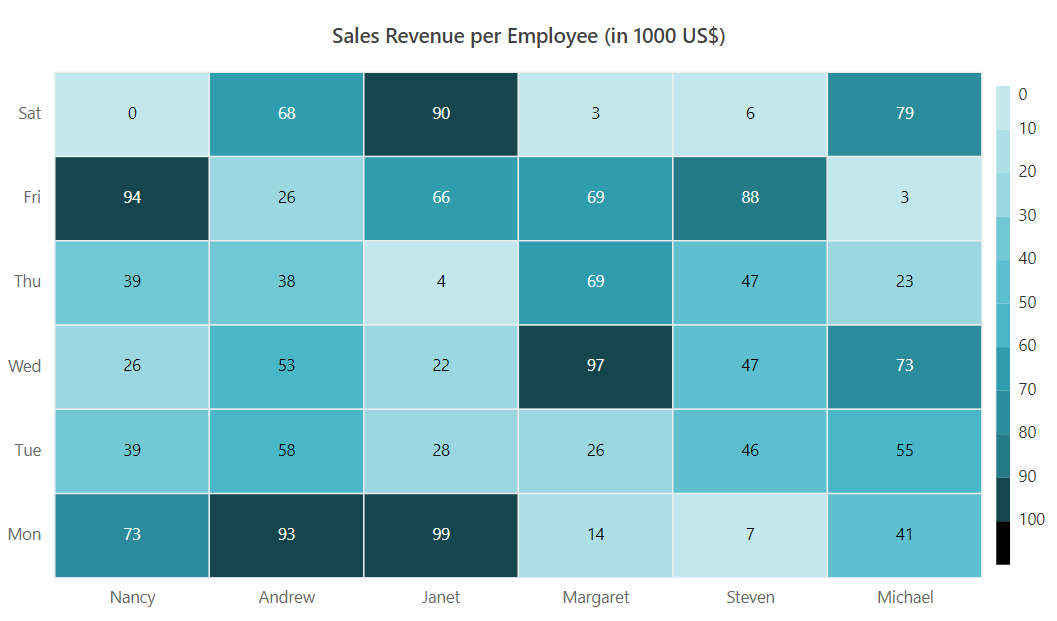 Sales Revenue per Employee (in 1000 US$)
Sat 0 68 90 3 6 79
Fri 94 26 66 69 88 3
Thu 39 38 4 69 47 23
Wed 26 53 22 97 47 73
Tue 39 58 28 26 46 55
Mon 73 93 99 14 7 41
Nancy Andrew Janet Margaret Steven Michael
0
10
20
30
40
50
60
70
80
90
100